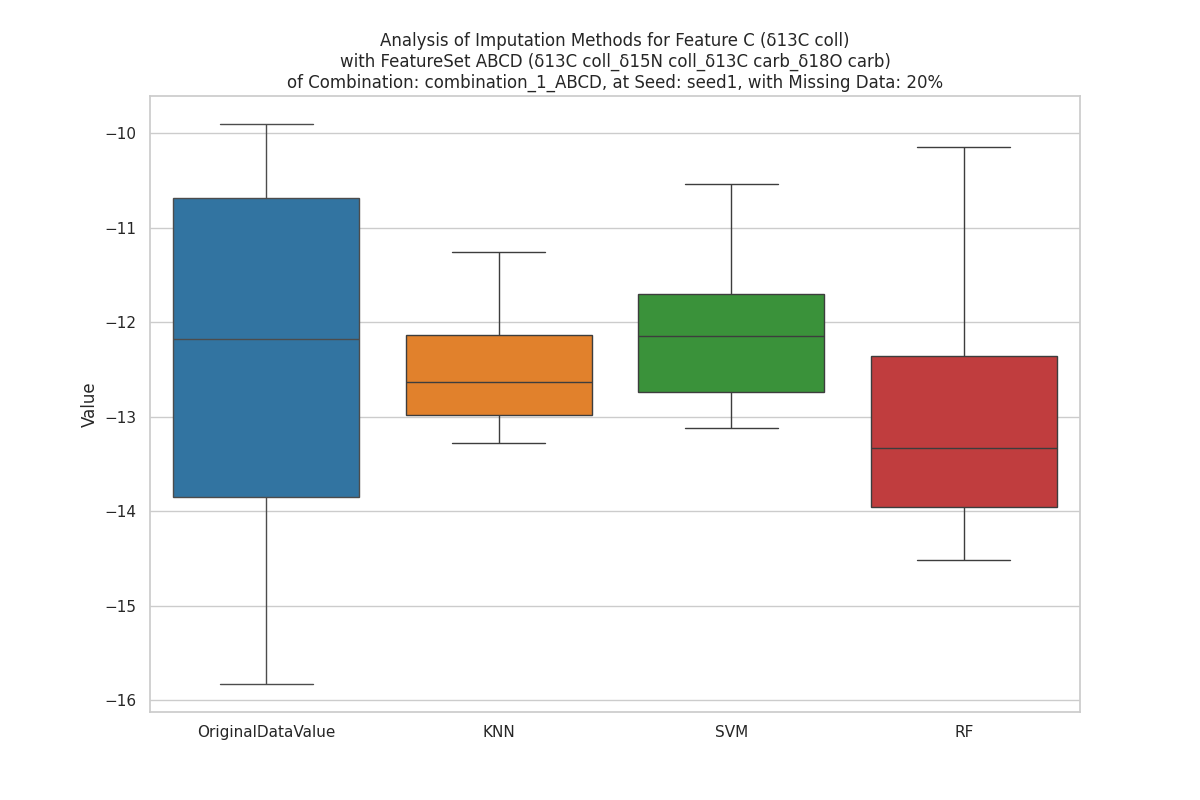 Analysis of Imputation Methods for Feature C (δ13C coll)
with FeatureSet ABCD (δ13C coll_δ15N coll_δ13C carb_δ18O carb)
of Combination: combination_1_ABCD, at Seed: seed1, with Missing Data: 20%
−10
−11
−12
−13
−14
−15
−16
Value
OriginalDataValue
KNN
SVM
RF